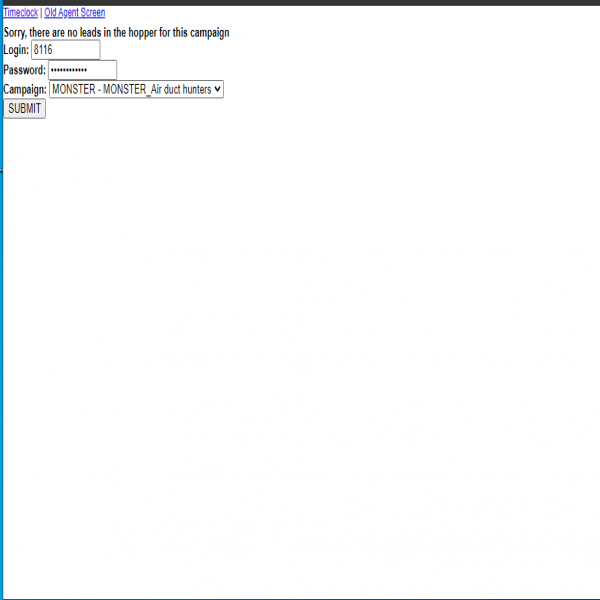 Timeclock | Old Agent Screen
Sorry, there are no leads in the hopper for this campaign
Login: 8116
Password: ••••••••••••
Campaign: MONSTER - MONSTER_Air duct hunters
SUBMIT